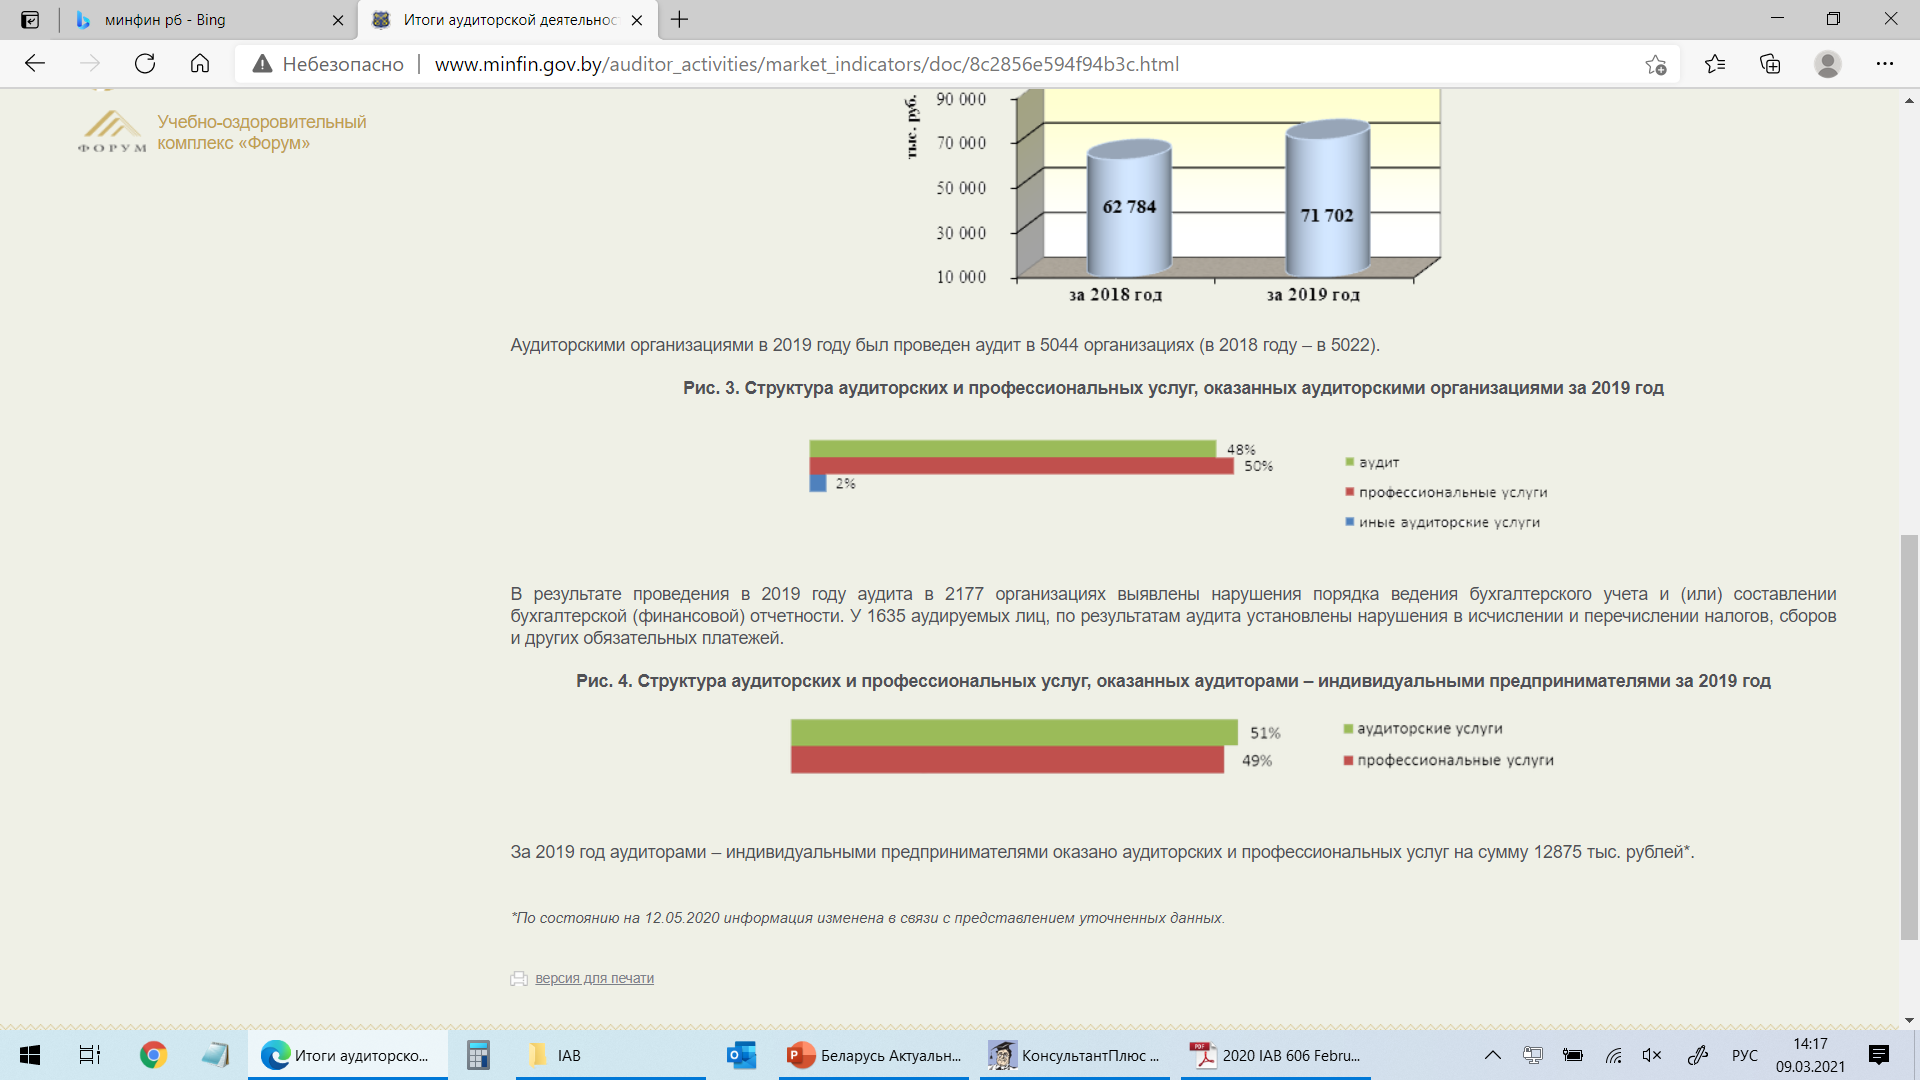 минфин рб - Bing
Итоги аудиторской деятельнос
Небезопасно
www.minfin.gov.by/auditor_activities/market_indicators/doc/8c2856e594f94b3c.html
ФОРУМ
Учебно-оздоровительный
комплекс «Форум»
тыс. руб.
90 000
70 000
50 000
30 000
10 000
62 784
71 702
за 2018 год
за 2019 год
Аудиторскими организациями в 2019 году был проведен аудит в 5044 организациях (в 2018 году – в 5022).
Рис. 3. Структура аудиторских и профессиональных услуг, оказанных аудиторскими организациями за 2019 год
48%
50%
2%
аудит
профессиональные услуги
иные аудиторские услуги
В результате проведения в 2019 году аудита в 2177 организациях выявлены нарушения порядка ведения бухгалтерского учета и (или) составлении
бухгалтерской (финансовой) отчетности. У 1635 аудируемых лиц, по результатам аудита установлены нарушения в исчислении и перечислении налогов, сборов
и других обязательных платежей.
Рис. 4. Структура аудиторских и профессиональных услуг, оказанных аудиторами – индивидуальными предпринимателями за 2019 год
51%
49%
аудиторские услуги
профессиональные услуги
За 2019 год аудиторами – индивидуальными предпринимателями оказано аудиторских и профессиональных услуг на сумму 12875 тыс. рублей*.
*По состоянию на 12.05.2020 информация изменена в связи с представлением уточненных данных.
версия для печати
Итоги аудиторско...
IAB
Беларусь Актуальн...
КонсультантПлюс ...
2020 IAB 606 Febru...
РУС
14:17
09.03.2021